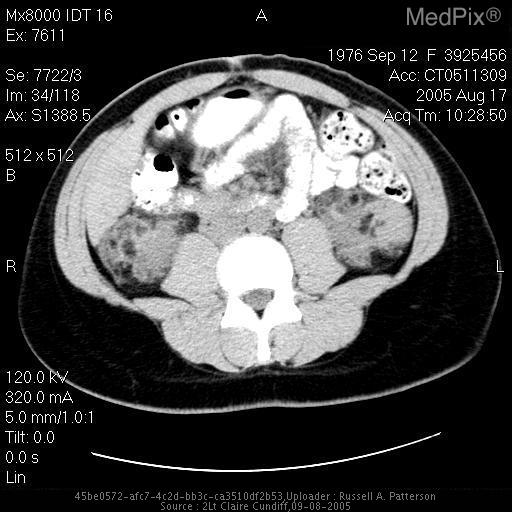 Mx8000 IDT 16
Ex: 7611
A
MedPix®
1976 Sep 12 F 3925456
Acc: CT0511309
2005 Aug 17
Acq Tm: 10:28:50
Se: 7722/3
Im: 34/118
Ax: S1388.5
512 x 512
B
R
L
120.0 kV
320.0 mA
5.0 mm/1.0:1
Tilt: 0.0
0.0 s
Lin
45be0572-afc7-4c2d-bb3c-ca3510df2b53,Uploader : Russell A. Patterson
Source : 2Lt Claire Cundiff,09-08-2005